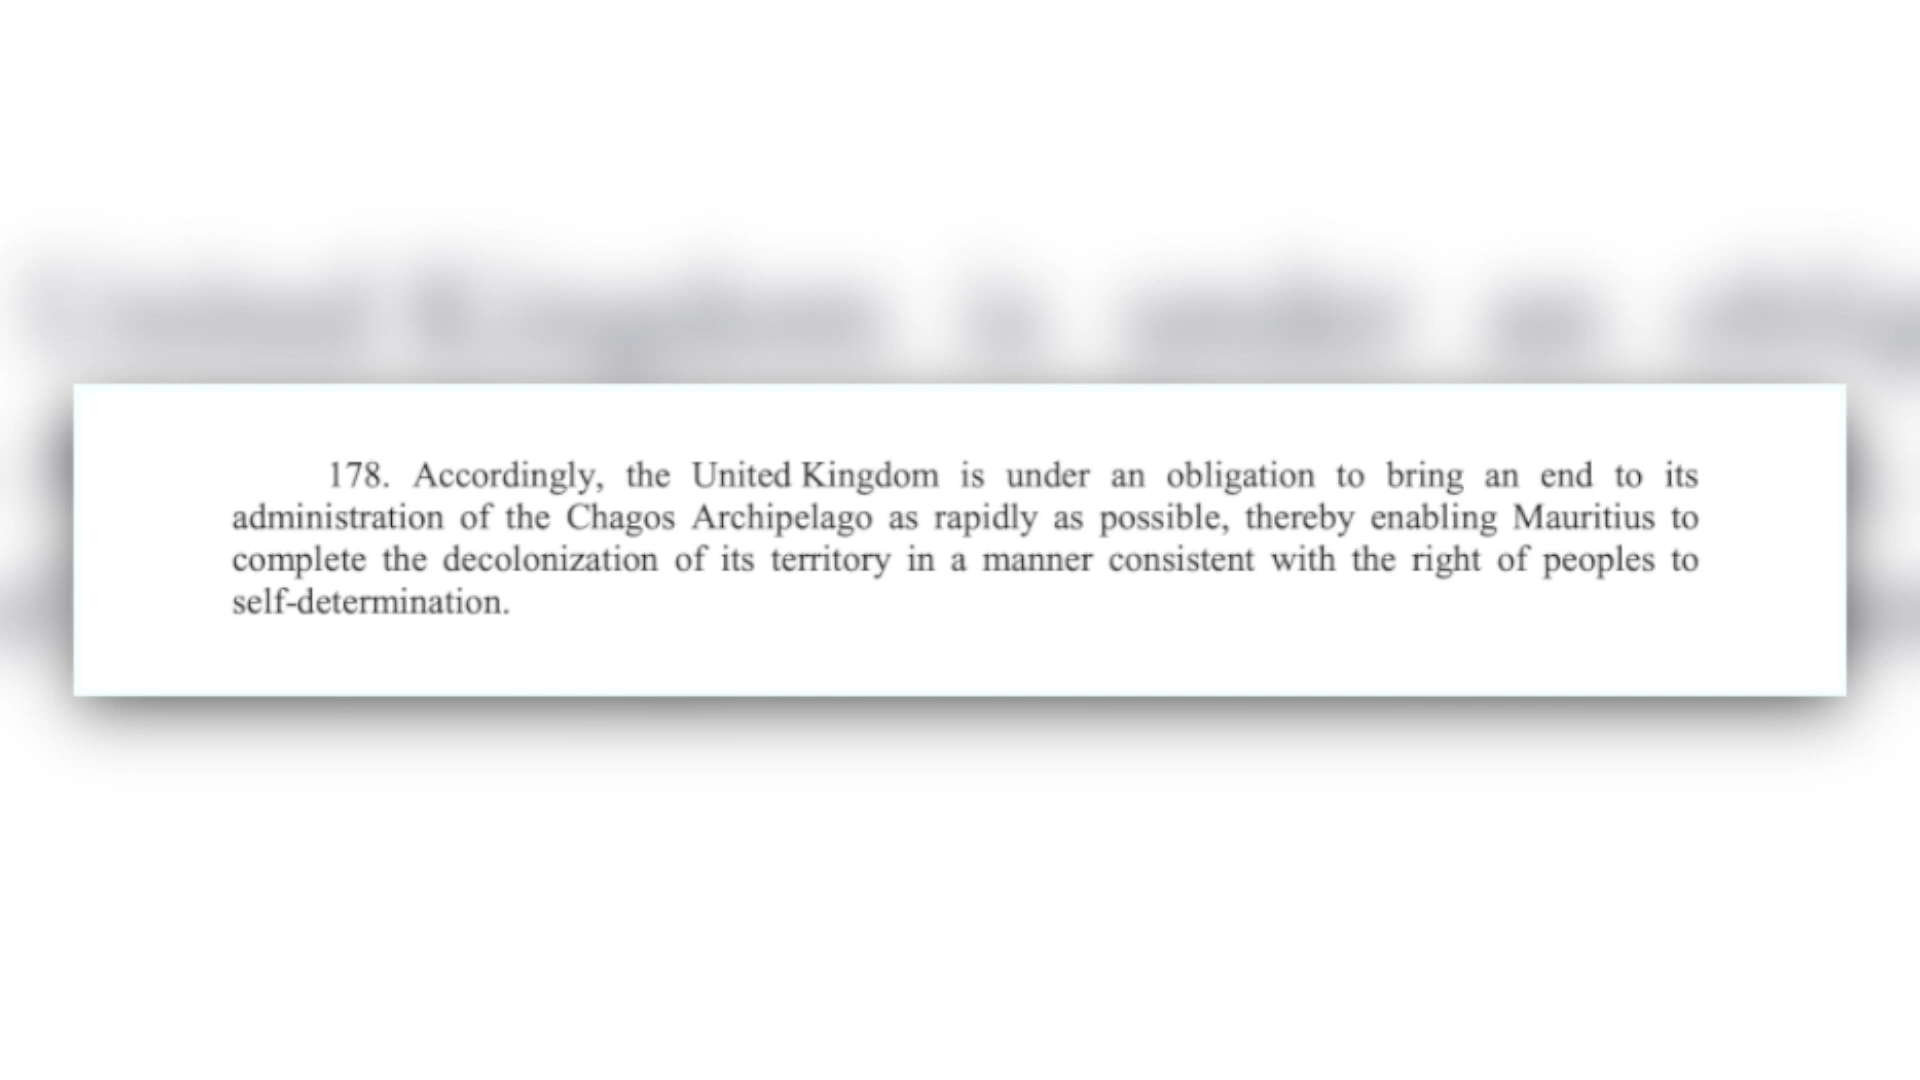 178. Accordingly, the United Kingdom is under an obligation to bring an end to its
administration of the Chagos Archipelago as rapidly as possible, thereby enabling Mauritius to
complete the decolonization of its territory in a manner consistent with the right of peoples to
self-determination.